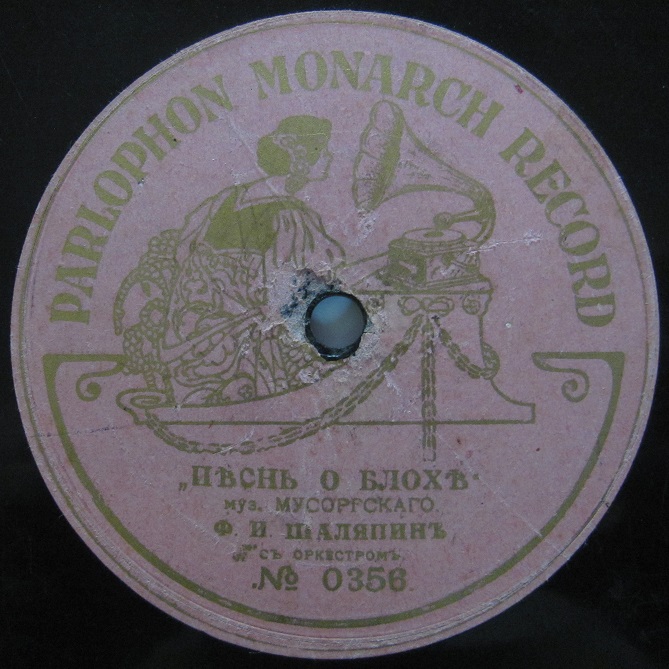 PARLOPHON MONARCH RECORD
„ПѢСНЬ О БЛОХѢ“
муз. МУСОРГСКАГО.
Ф. И. ШАЛЯПИНЪ
СЪ ОРКЕСТРОМЪ.
№ 0356